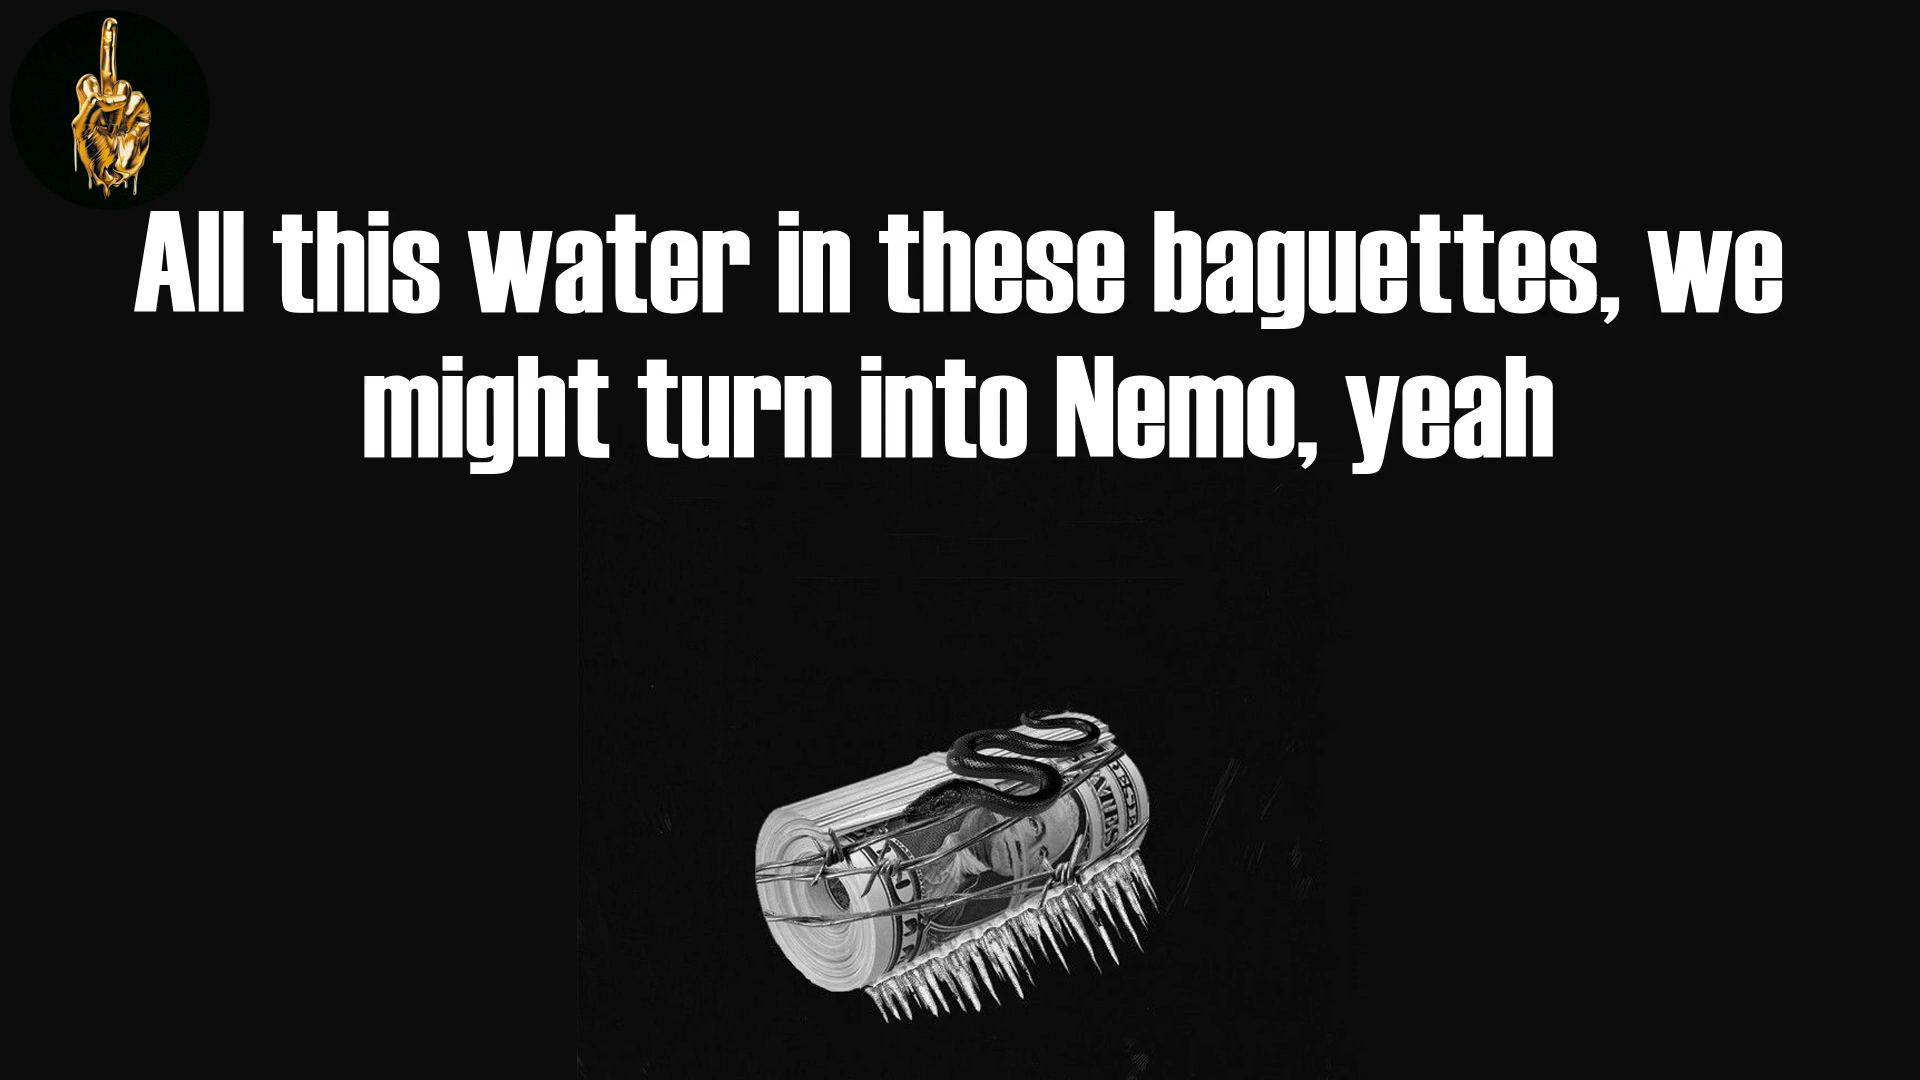 All this water in these baguettes, we
might turn into Nemo, yeah